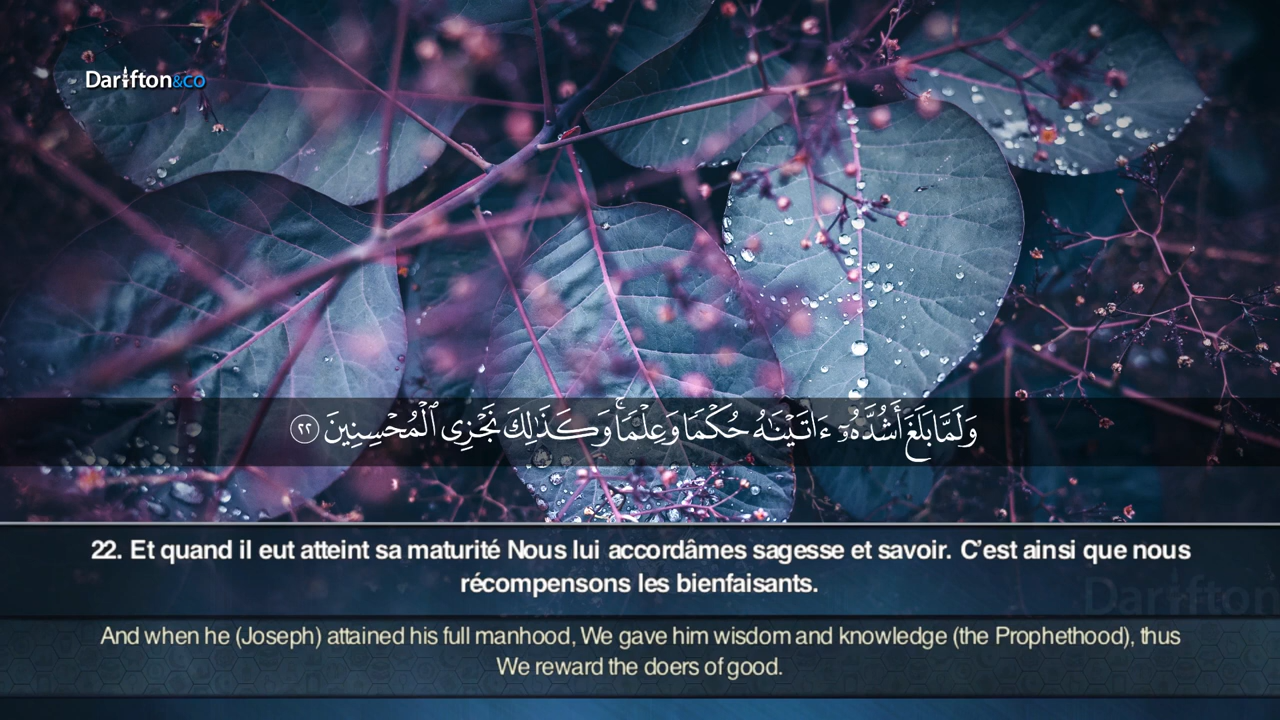 Darifton&co
وَلَمَّا بَلَغَ أَشُدَّهُۥٓ ءَاتَيْنَٰهُ حُكْمًا وَعِلْمًا ۚ وَكَذَٰلِكَ نَجْزِى ٱلْمُحْسِنِينَ ٢٢
22. Et quand il eut atteint sa maturité Nous lui accordâmes sagesse et savoir. C'est ainsi que nous
récompensons les bienfaisants.
Darifton
And when he (Joseph) attained his full manhood, We gave him wisdom and knowledge (the Prophethood), thus
We reward the doers of good.